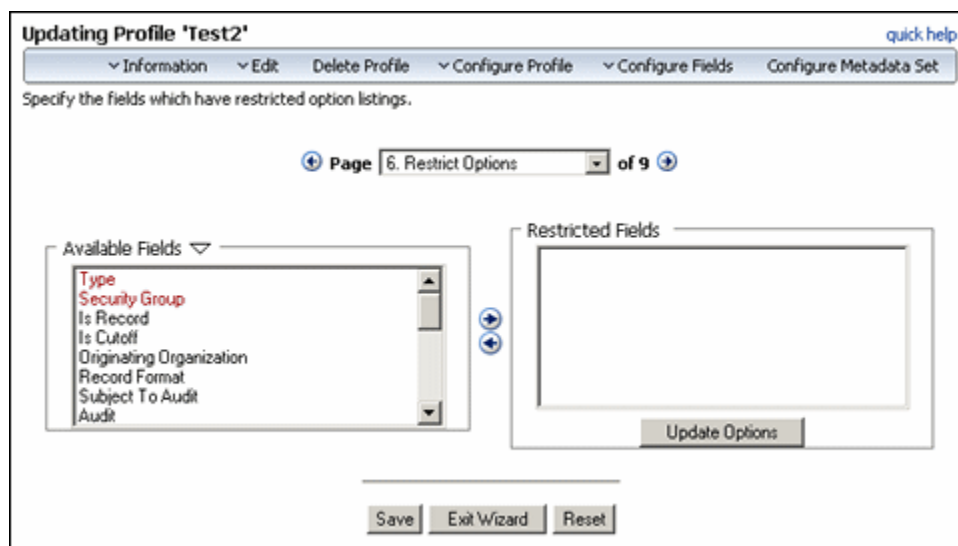 Updating Profile 'Test2'
quick help
Information Edit Delete Profile Configure Profile Configure Fields Configure Metadata Set
Specify the fields which have restricted option listings.
Page 6. Restrict Options of 9
Available Fields
Type
Security Group
Is Record
Is Cutoff
Originating Organization
Record Format
Subject To Audit
Audit
Restricted Fields
Update Options
Save Exit Wizard Reset